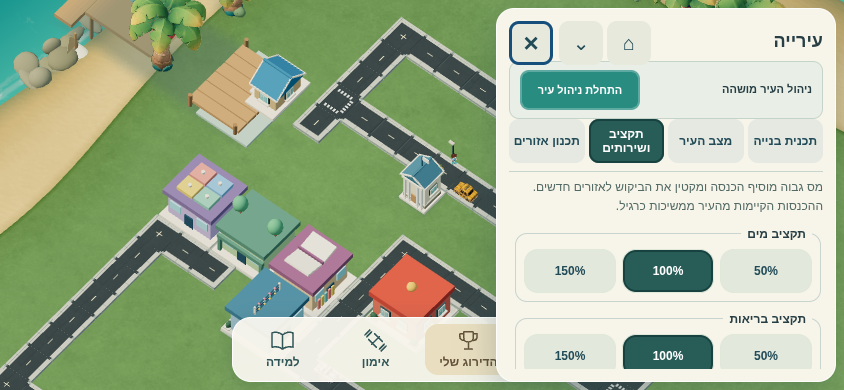 עירייה
ניהול העיר מושהה
התחלת ניהול עיר
תכנית בנייה
מצב העיר
תקציב
ושירותים
תכנון אזורים
מס גבוה מוסיף הכנסה ומקטין את הביקוש לאזורים חדשים.
ההכנסות הקיימות מהעיר ממשיכות כרגיל.
תקציב מים
50%
100%
150%
תקציב בריאות
50%
100%
150%
הדירוג שלי
אימון
למידה